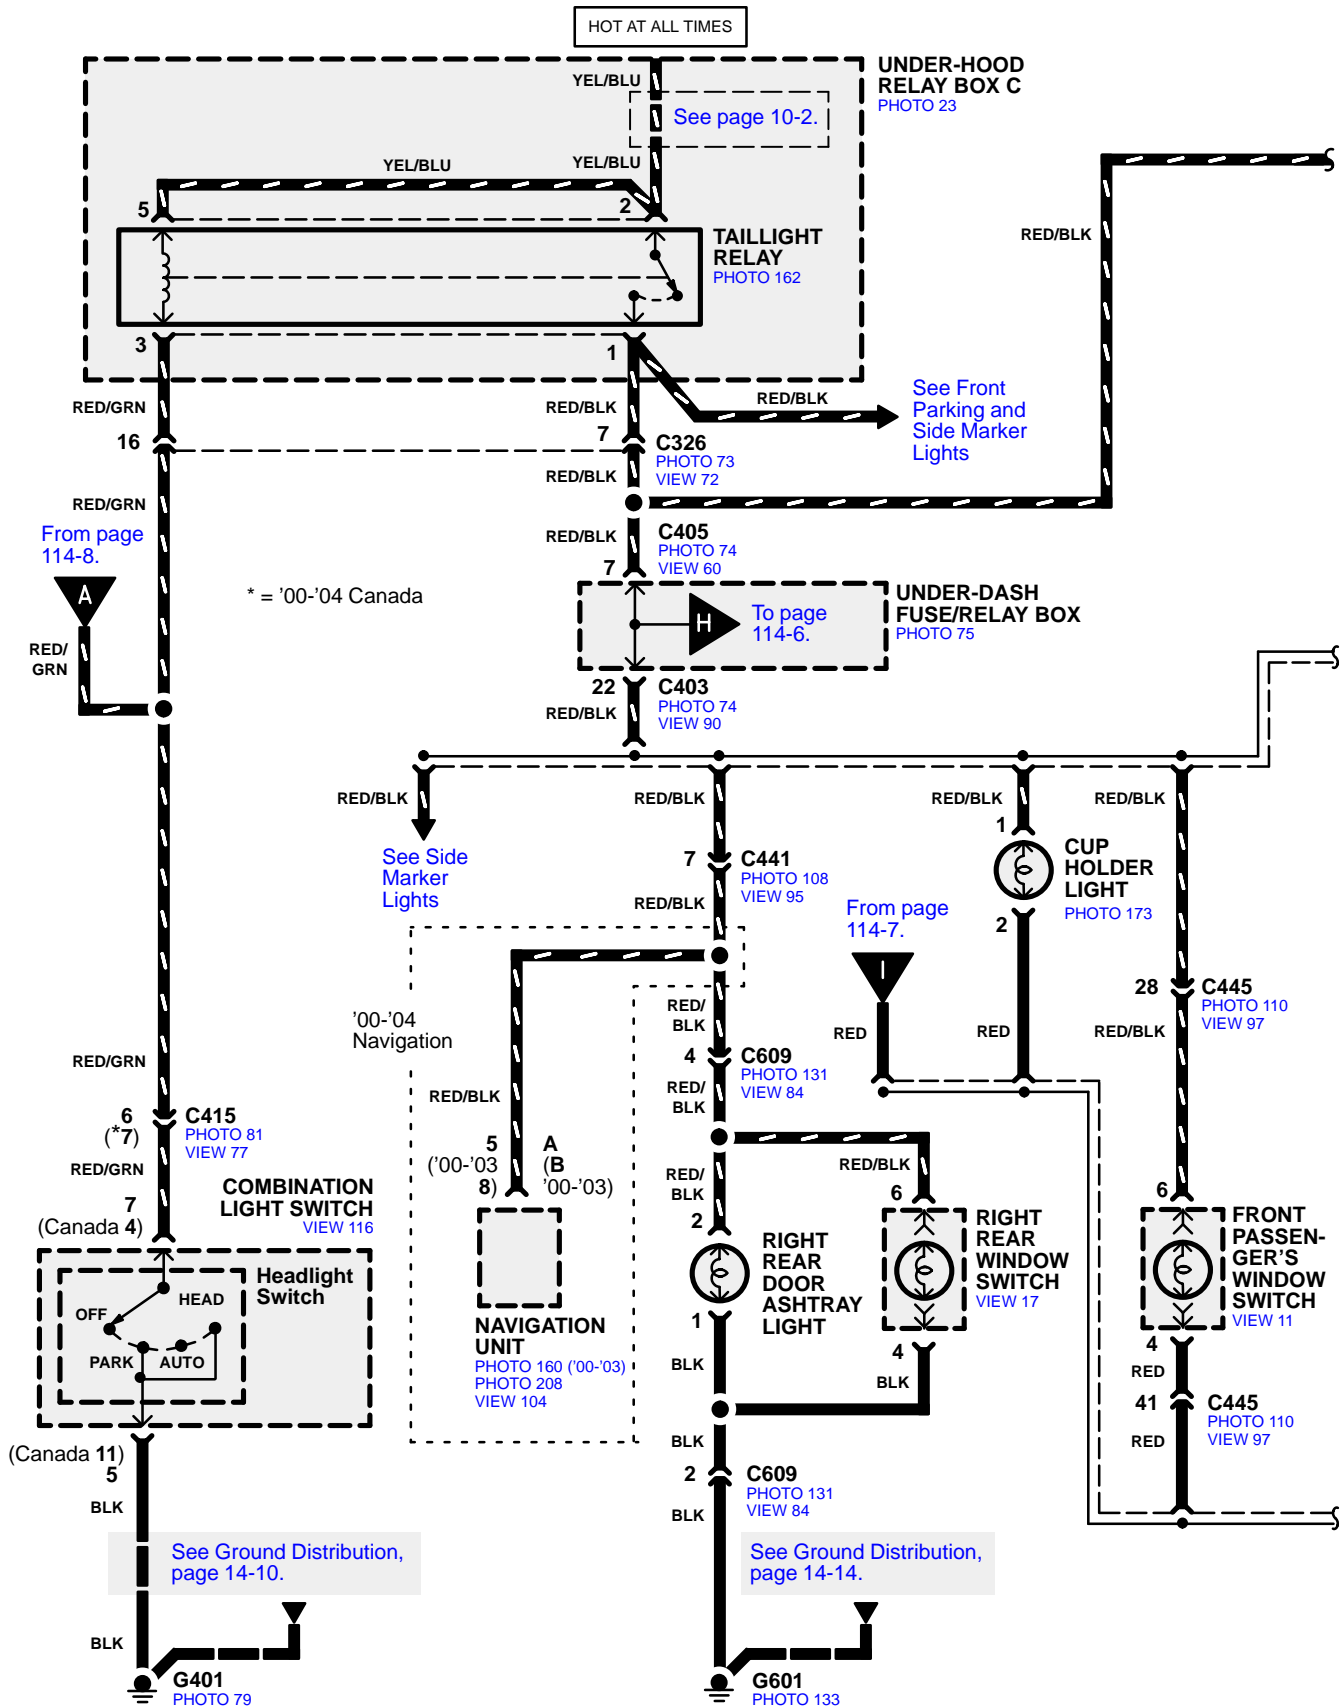 HOT AT ALL TIMES
UNDER-HOOD
RELAY BOX C
PHOTO 23
YEL/BLU
See page 10-2.
YEL/BLU
YEL/BLU
5
2
TAILLIGHT
RELAY
PHOTO 162
RED/BLK
3
1
RED/GRN
RED/BLK
RED/BLK
See Front
Parking and
Side Marker
Lights
16
7
C326
PHOTO 73
VIEW 72
RED/GRN
RED/BLK
From page
114-8.
A
RED/
GRN
* = '00-'04 Canada
RED/BLK
C405
PHOTO 74
VIEW 60
7
H
To page
114-6.
UNDER-DASH
FUSE/RELAY BOX
PHOTO 75
22
C403
PHOTO 74
VIEW 90
RED/BLK
RED/BLK
See Side
Marker
Lights
RED/BLK
RED/BLK
RED/BLK
7
C441
PHOTO 108
VIEW 95
RED/BLK
1
CUP
HOLDER
LIGHT
PHOTO 173
2
From page
114-7.
I
RED
RED
28
C445
PHOTO 110
VIEW 97
RED/BLK
'00-'04
Navigation
RED/
BLK
4
C609
PHOTO 131
VIEW 84
RED/
BLK
RED/BLK
5
('00-'03
8)
A
(B
'00-'03)
NAVIGATION
UNIT
PHOTO 160 ('00-'03)
PHOTO 208
VIEW 104
RED/GRN
6
(*7)
C415
PHOTO 81
VIEW 77
RED/GRN
7
(Canada 4)
COMBINATION
LIGHT SWITCH
VIEW 116
Headlight
Switch
OFF
HEAD
PARK
AUTO
(Canada 11)
5
BLK
See Ground Distribution,
page 14-10.
BLK
G401
PHOTO 79
RED/
BLK
RED/BLK
2
RIGHT
REAR
DOOR
ASHTRAY
LIGHT
1
BLK
6
RIGHT
REAR
WINDOW
SWITCH
VIEW 17
4
BLK
6
FRONT
PASSEN-
GER'S
WINDOW
SWITCH
VIEW 11
4
RED
41
C445
PHOTO 110
VIEW 97
RED
BLK
2
C609
PHOTO 131
VIEW 84
BLK
See Ground Distribution,
page 14-14.
G601
PHOTO 133